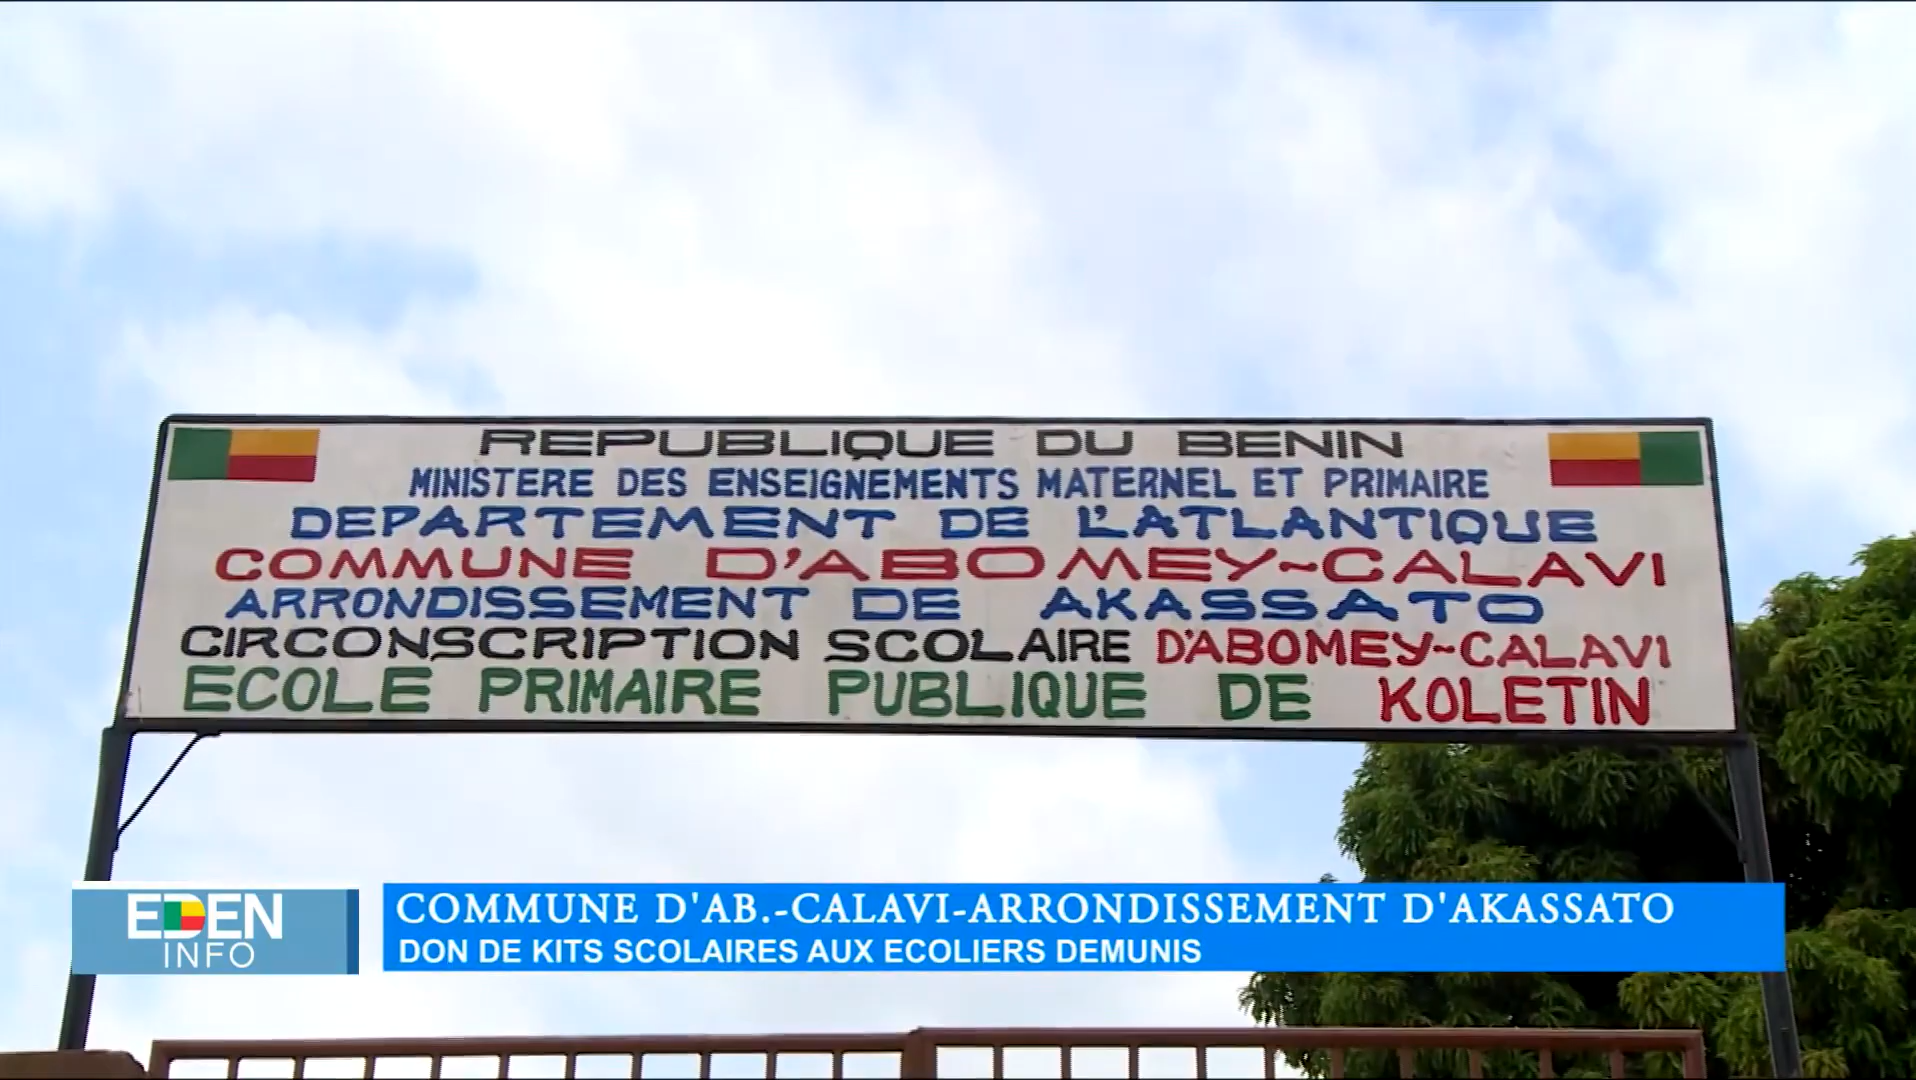 REPUBLIQUE DU BENIN
MINISTERE DES ENSEIGNEMENTS MATERNEL ET PRIMAIRE
DEPARTEMENT DE L'ATLANTIQUE
COMMUNE D'ABOMEY~CALAVI
ARRONDISSEMENT DE AKASSATO
CIRCONSCRIPTION SCOLAIRE D'ABOMEY~CALAVI
ECOLE PRIMAIRE PUBLIQUE DE KOLETIN
EDEN
INFO
COMMUNE D'AB.-CALAVI-ARRONDISSEMENT D'AKASSATO
DON DE KITS SCOLAIRES AUX ECOLIERS DEMUNIS